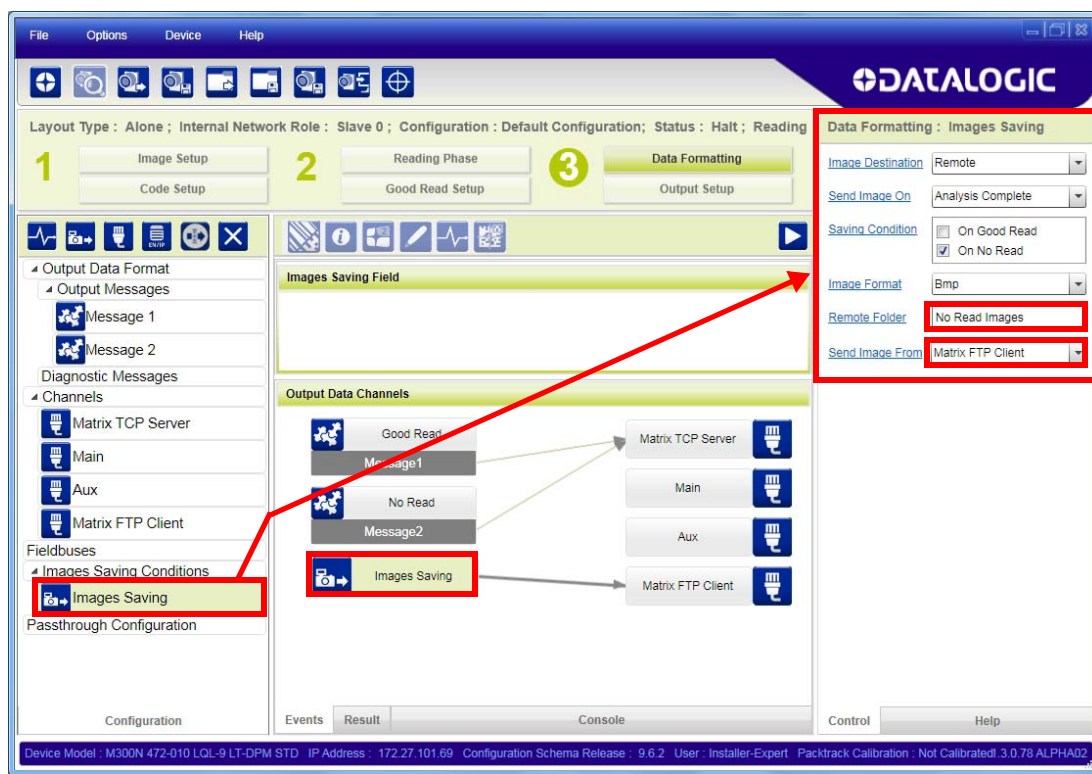 File Options Device Help
DATALOGIC
Layout Type : Alone ; Internal Network Role : Slave 0 ; Configuration : Default Configuration; Status : Halt ; Reading
1 Image Setup 2 Reading Phase 3 Data Formatting
Code Setup Good Read Setup Output Setup
EN/IP
Output Data Format
Output Messages
Message 1
Message 2
Diagnostic Messages
Channels
Matrix TCP Server
Main
Aux
Matrix FTP Client
Fieldbuses
Images Saving Conditions
Images Saving
Passthrough Configuration
Configuration
Images Saving Field
Output Data Channels
Good Read
Message1
No Read
Message2
Images Saving
Matrix TCP Server
Main
Aux
Matrix FTP Client
Events Result Console
Data Formatting : Images Saving
Image Destination Remote
Send Image On Analysis Complete
Saving Condition On Good Read
On No Read
Image Format Bmp
Remote Folder No Read Images
Send Image From Matrix FTP Client
Control Help
Device Model : M300N 472-010 LQL-9 LT-DPM STD IP Address : 172.27.101.69 Configuration Schema Release : 9.6.2 User : Installer-Expert Packtrack Calibration : Not Calibrated!.3.0.78 ALPHA02